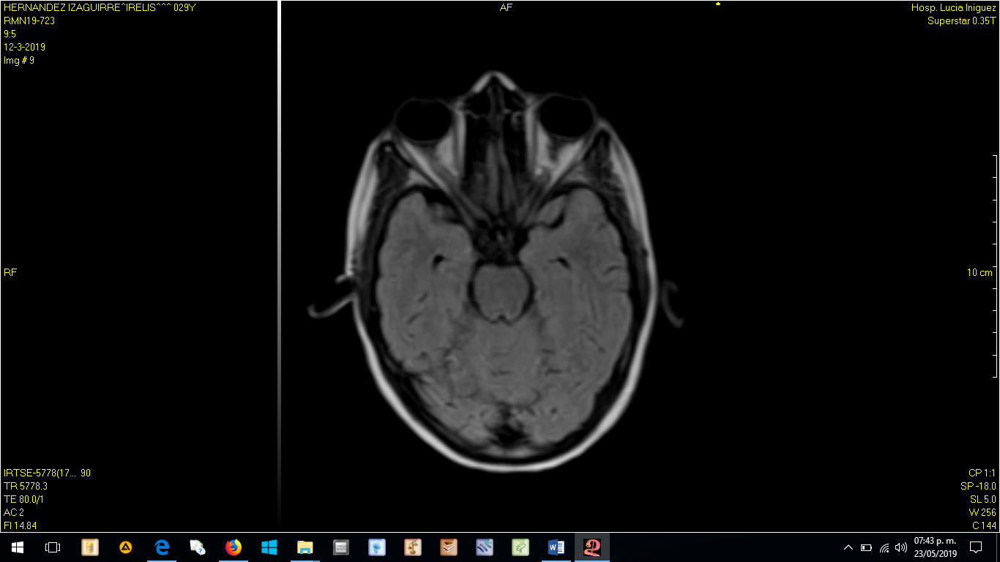 HERNANDEZ IZAGUIRRE^IRELIS^^^ 029Y
RMN19-723
9:5
12-3-2019
Img # 9
AF
*
Hosp. Lucia Iniguez
Superstar 0.35T
RF
10 cm
IRTSE-5778(17... 90
TR 5778.3
TE 80.0/1
AC 2
FI 14.84
CP 1:1
SP -18.0
SL 5.0
W 256
C 144
07:43 p. m.
23/05/2019